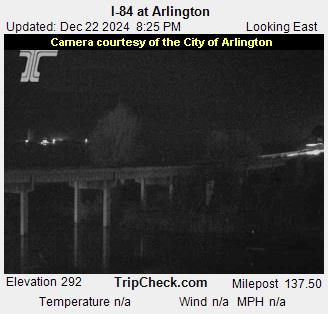 I-84 at Arlington
Updated: Dec 22 2024 8:25 PM Looking East
Camera courtesy of the City of Arlington
Elevation 292 TripCheck.com Milepost 137.50
Temperature n/a Wind n/a MPH n/a